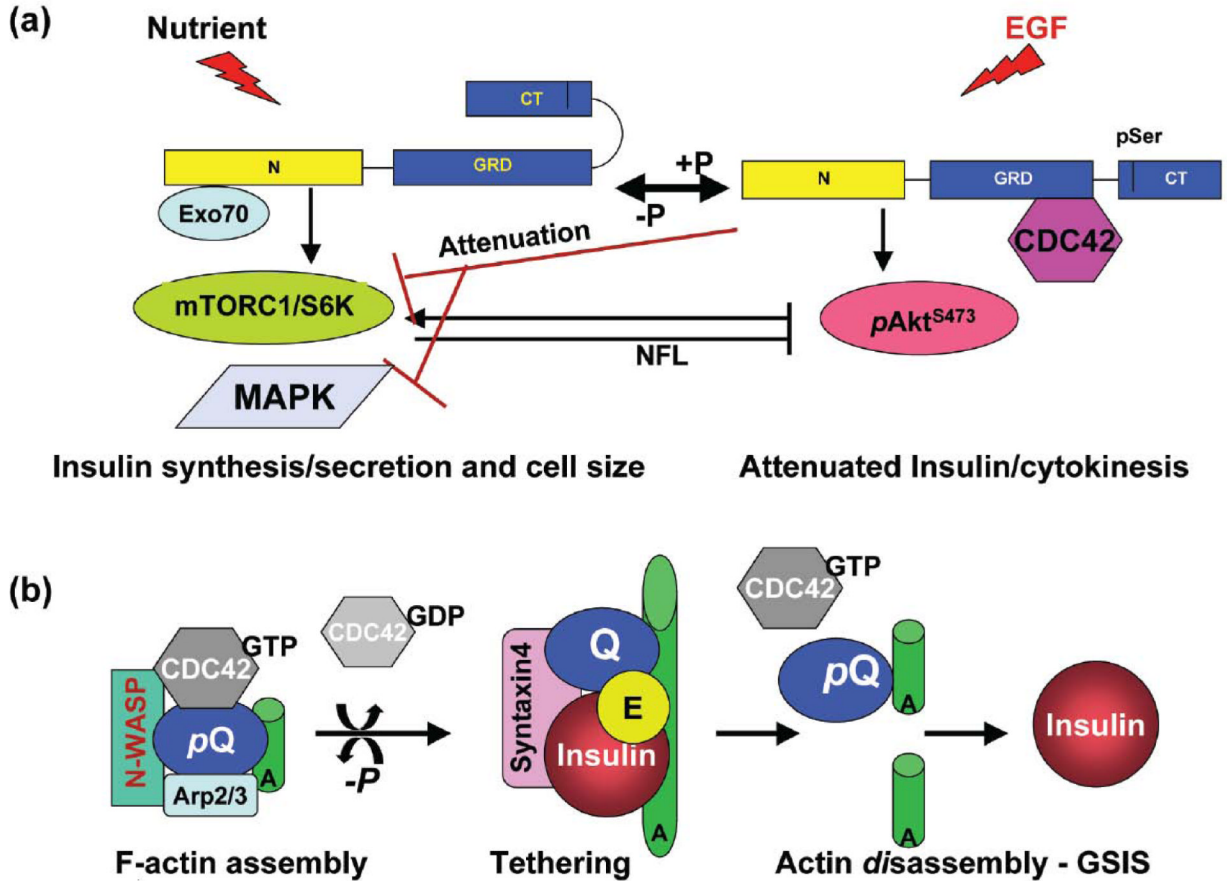 (a)
Nutrient
EGF
CT
pSer
N
GRD
+P
-P
N
GRD
CT
Exo70
CDC42
Attenuation
mTORC1/S6K
pAktS473
NFL
MAPK
Insulin synthesis/secretion and cell size
Attenuated Insulin/cytokinesis
(b)
CDC42
GTP
N-WASP
pQ
A
Arp2/3
CDC42
GDP
-P
Syntaxin4
Q
E
Insulin
A
CDC42
GTP
pQ
A
A
Insulin
F-actin assembly
Tethering
Actin disassembly - GSIS